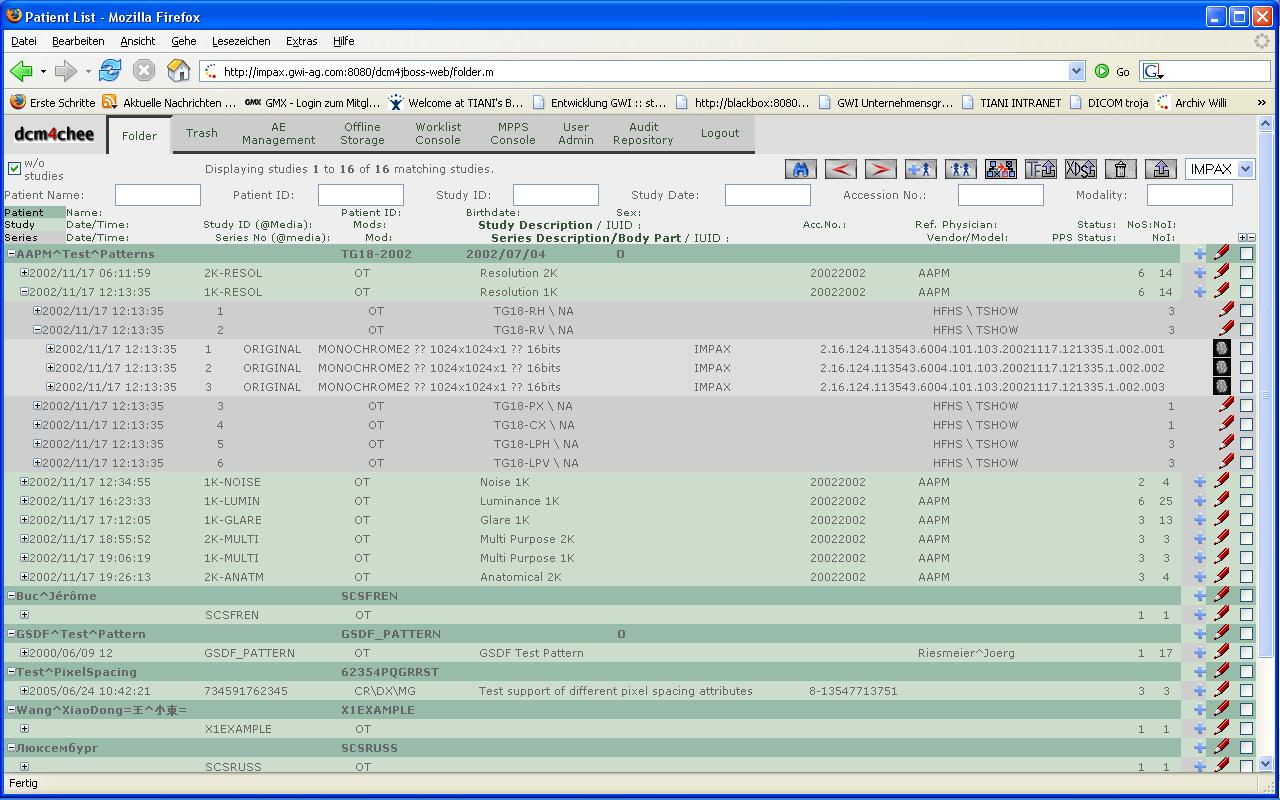 Patient List - Mozilla Firefox
Datei Bearbeiten Ansicht Gehe Lesezeichen Extras Hilfe
http://impax.gwi-ag.com:8080/dcm4jboss-web/folder.m Go G
Erste Schritte Aktuelle Nachrichten ... GMX GMX - Login zum Mitgl... Welcome at TIANI's B... Entwicklung GWI :: st... http://blackbox:8080... GWI Unternehmensgr... TIANI INTRANET DICOM troja Archiv Willi »
dcm4chee Folder Trash AE Management Offline Storage Worklist Console MPPS Console User Admin Audit Repository Logout
w/o studies Displaying studies 1 to 16 of 16 matching studies. TF XDS IMPAX
Patient Name: Patient ID: Study ID: Study Date: Accession No.: Modality:
Patient Name: Patient ID: Birthdate: Sex:
Study Date/Time: Study ID (@Media): Mods: Study Description / IUID : Acc.No.: Ref. Physician: Status: NoS: NoI:
Series Date/Time: Series No (@media): Mod: Series Description/Body Part / IUID : Vendor/Model: PPS Status: NoI:
AAPM^Test^Patterns TG18-2002 2002/07/04 O
2002/11/17 06:11:59 2K-RESOL OT Resolution 2K 20022002 AAPM 6 14
2002/11/17 12:13:35 1K-RESOL OT Resolution 1K 20022002 AAPM 6 14
2002/11/17 12:13:35 1 OT TG18-RH \ NA HFHS \ TSHOW 3
2002/11/17 12:13:35 2 OT TG18-RV \ NA HFHS \ TSHOW 3
2002/11/17 12:13:35 1 ORIGINAL MONOCHROME2 ?? 1024x1024x1 ?? 16bits IMPAX 2.16.124.113543.6004.101.103.20021117.121335.1.002.001
2002/11/17 12:13:35 2 ORIGINAL MONOCHROME2 ?? 1024x1024x1 ?? 16bits IMPAX 2.16.124.113543.6004.101.103.20021117.121335.1.002.002
2002/11/17 12:13:35 3 ORIGINAL MONOCHROME2 ?? 1024x1024x1 ?? 16bits IMPAX 2.16.124.113543.6004.101.103.20021117.121335.1.002.003
2002/11/17 12:13:35 3 OT TG18-PX \ NA HFHS \ TSHOW 1
2002/11/17 12:13:35 4 OT TG18-CX \ NA HFHS \ TSHOW 1
2002/11/17 12:13:35 5 OT TG18-LPH \ NA HFHS \ TSHOW 3
2002/11/17 12:13:35 6 OT TG18-LPV \ NA HFHS \ TSHOW 3
2002/11/17 12:34:55 1K-NOISE OT Noise 1K 20022002 AAPM 2 4
2002/11/17 16:23:33 1K-LUMIN OT Luminance 1K 20022002 AAPM 6 25
2002/11/17 17:12:05 1K-GLARE OT Glare 1K 20022002 AAPM 3 13
2002/11/17 18:55:52 2K-MULTI OT Multi Purpose 2K 20022002 AAPM 3 3
2002/11/17 19:06:19 1K-MULTI OT Multi Purpose 1K 20022002 AAPM 3 3
2002/11/17 19:26:13 2K-ANATM OT Anatomical 2K 20022002 AAPM 3 4
Buc^Jérôme SCSFREN
SCSFREN OT 1 1
GSDF^Test^Pattern GSDF_PATTERN O
2000/06/09 12 GSDF_PATTERN OT GSDF Test Pattern Riesmeier^Joerg 1 17
Test^PixelSpacing 62354PQGRRST
2005/06/24 10:42:21 734591762345 CR\DX\MG Test support of different pixel spacing attributes 8-13547713751 3 3
Wang^XiaoDong=王^小東= X1EXAMPLE
X1EXAMPLE OT 1 1
Люксембург SCSRUSS
SCSRUSS OT 1 1
Fertig